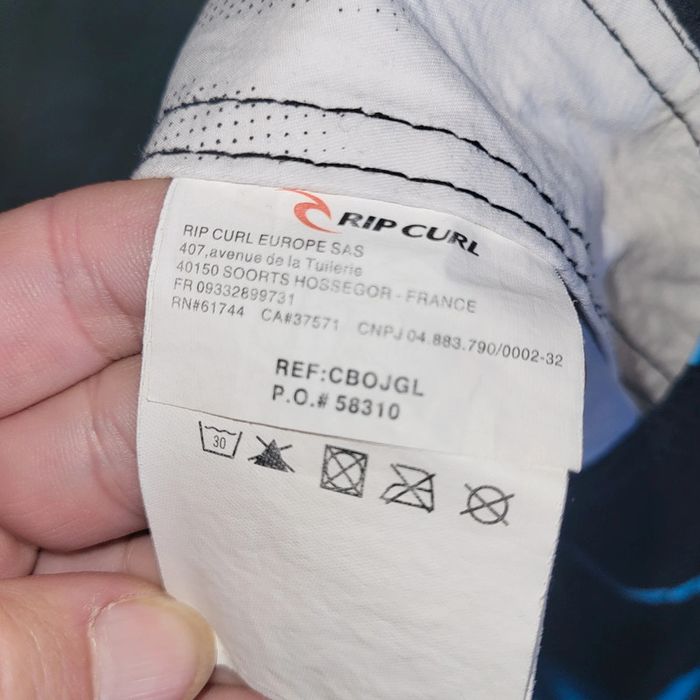 RIP CURL
RIP CURL EUROPE SAS
407,avenue de la Tuilerie
40150 SOORTS HOSSEGOR - FRANCE
FR 09332899731
RN#61744 CA#37571 CNPJ 04.883.790/0002-32
REF:CBOJGL
P.O.# 58310
30